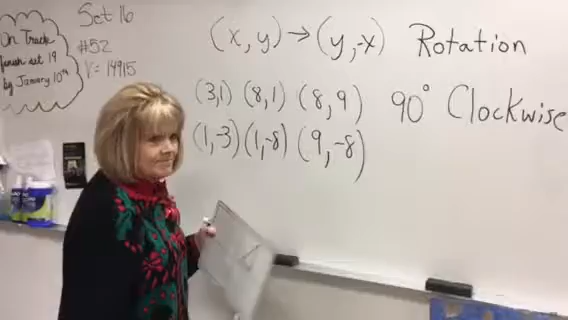 On Track
finish set 19
by January 10th
Set 16
#52
V = 14915
(x, y) → (y, -x) Rotation
(3,1) (8,1) (8,9) 90° Clockwise
(1,-3) (1,-8) (9,-8)